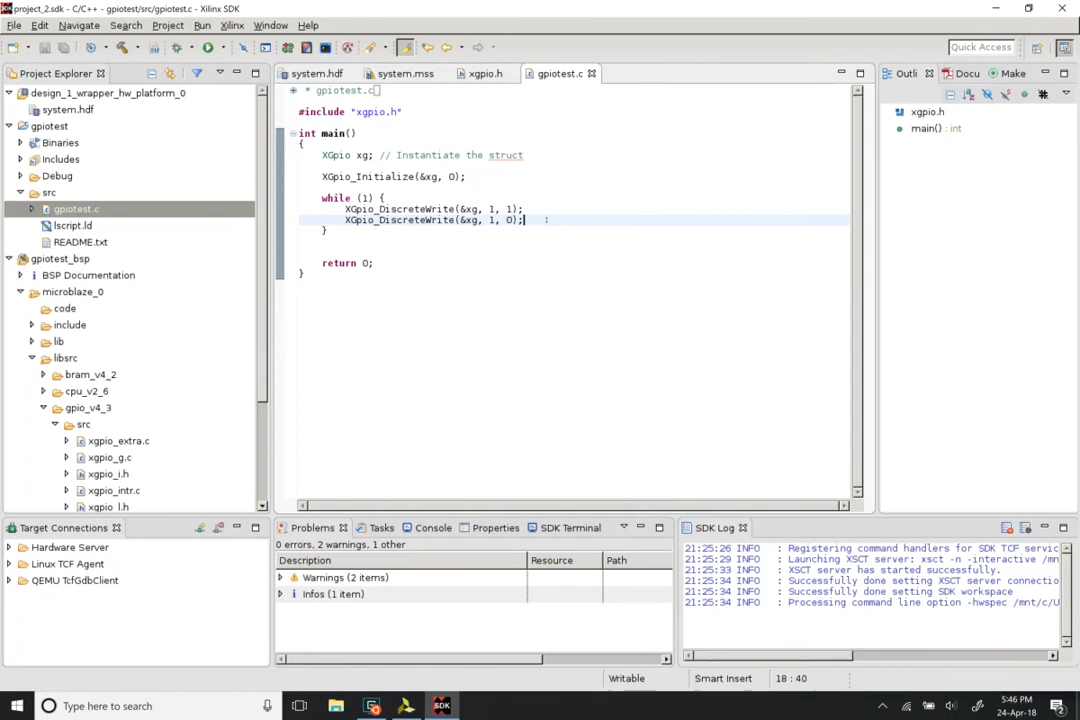 project_2.sdk - C/C++ - gpiotest/src/gpiotest.c - Xilinx SDK
File Edit Navigate Search Project Run Xilinx Window Help
Quick Access
Project Explorer
design_1_wrapper_hw_platform_0
system.hdf
gpiotest
Binaries
Includes
Debug
src
gpiotest.c
lscript.ld
README.txt
gpiotest_bsp
BSP Documentation
microblaze_0
code
include
lib
libsrc
bram_v4_2
cpu_v2_6
gpio_v4_3
src
xgpio_extra.c
xgpio_g.c
xgpio_i.h
xgpio_intr.c
xgpio_l.h
system.hdf system.mss xgpio.h gpiotest.c
* gpiotest.c
#include "xgpio.h"
int main()
{
XGpio xg; // Instantiate the struct
XGpio_Initialize(&xg, 0);
while (1) {
XGpio_DiscreteWrite(&xg, 1, 1);
XGpio_DiscreteWrite(&xg, 1, 0);
}
return 0;
}
Outli Docu Make
xgpio.h
main() : int
Target Connections
Hardware Server
Linux TCF Agent
QEMU TcfGdbClient
Problems Tasks Console Properties SDK Terminal
0 errors, 2 warnings, 1 other
Description Resource Path
Warnings (2 items)
Infos (1 item)
SDK Log
21:25:26 INFO : Registering command handlers for SDK TCF servic
21:25:29 INFO : Launching XSCT server: xsct -n -interactive /mn
21:25:33 INFO : XSCT server has started successfully.
21:25:34 INFO : Successfully done setting XSCT server connectio
21:25:34 INFO : Successfully done setting SDK workspace
21:25:34 INFO : Processing command line option -hwspec /mnt/c/U
Writable Smart Insert 18 : 40
Type here to search
SDK
5:46 PM
24-Apr-18
2